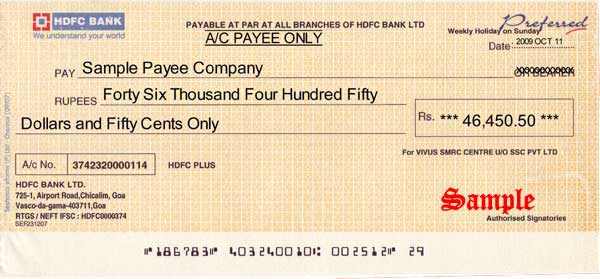 HDFC BANK
We understand your world
PAYABLE AT PAR AT ALL BRANCHES OF HDFC BANK LTD
A/C PAYEE ONLY
Preferred
Weekly Holiday on Sunday
Date 2009 OCT 11
PAY Sample Payee Company
OR BEARER
RUPEES Forty Six Thousand Four Hundred Fifty
Dollars and Fifty Cents Only
Rs. *** 46,450.50 ***
A/c No. 3742320000114 HDFC PLUS
For VIVUS SMRC CENTRE U/O SSC PVT LTD
HDFC BANK LTD.
725-1, Airport Road,Chicalim, Goa
Vasco-da-gama-403711,Goa
RTGS / NEFT IFSC : HDFC0000374
SEF231207
Sample
Authorised Signatories
⑈186783⑈ 403240010⑆ 002512⑈ 29